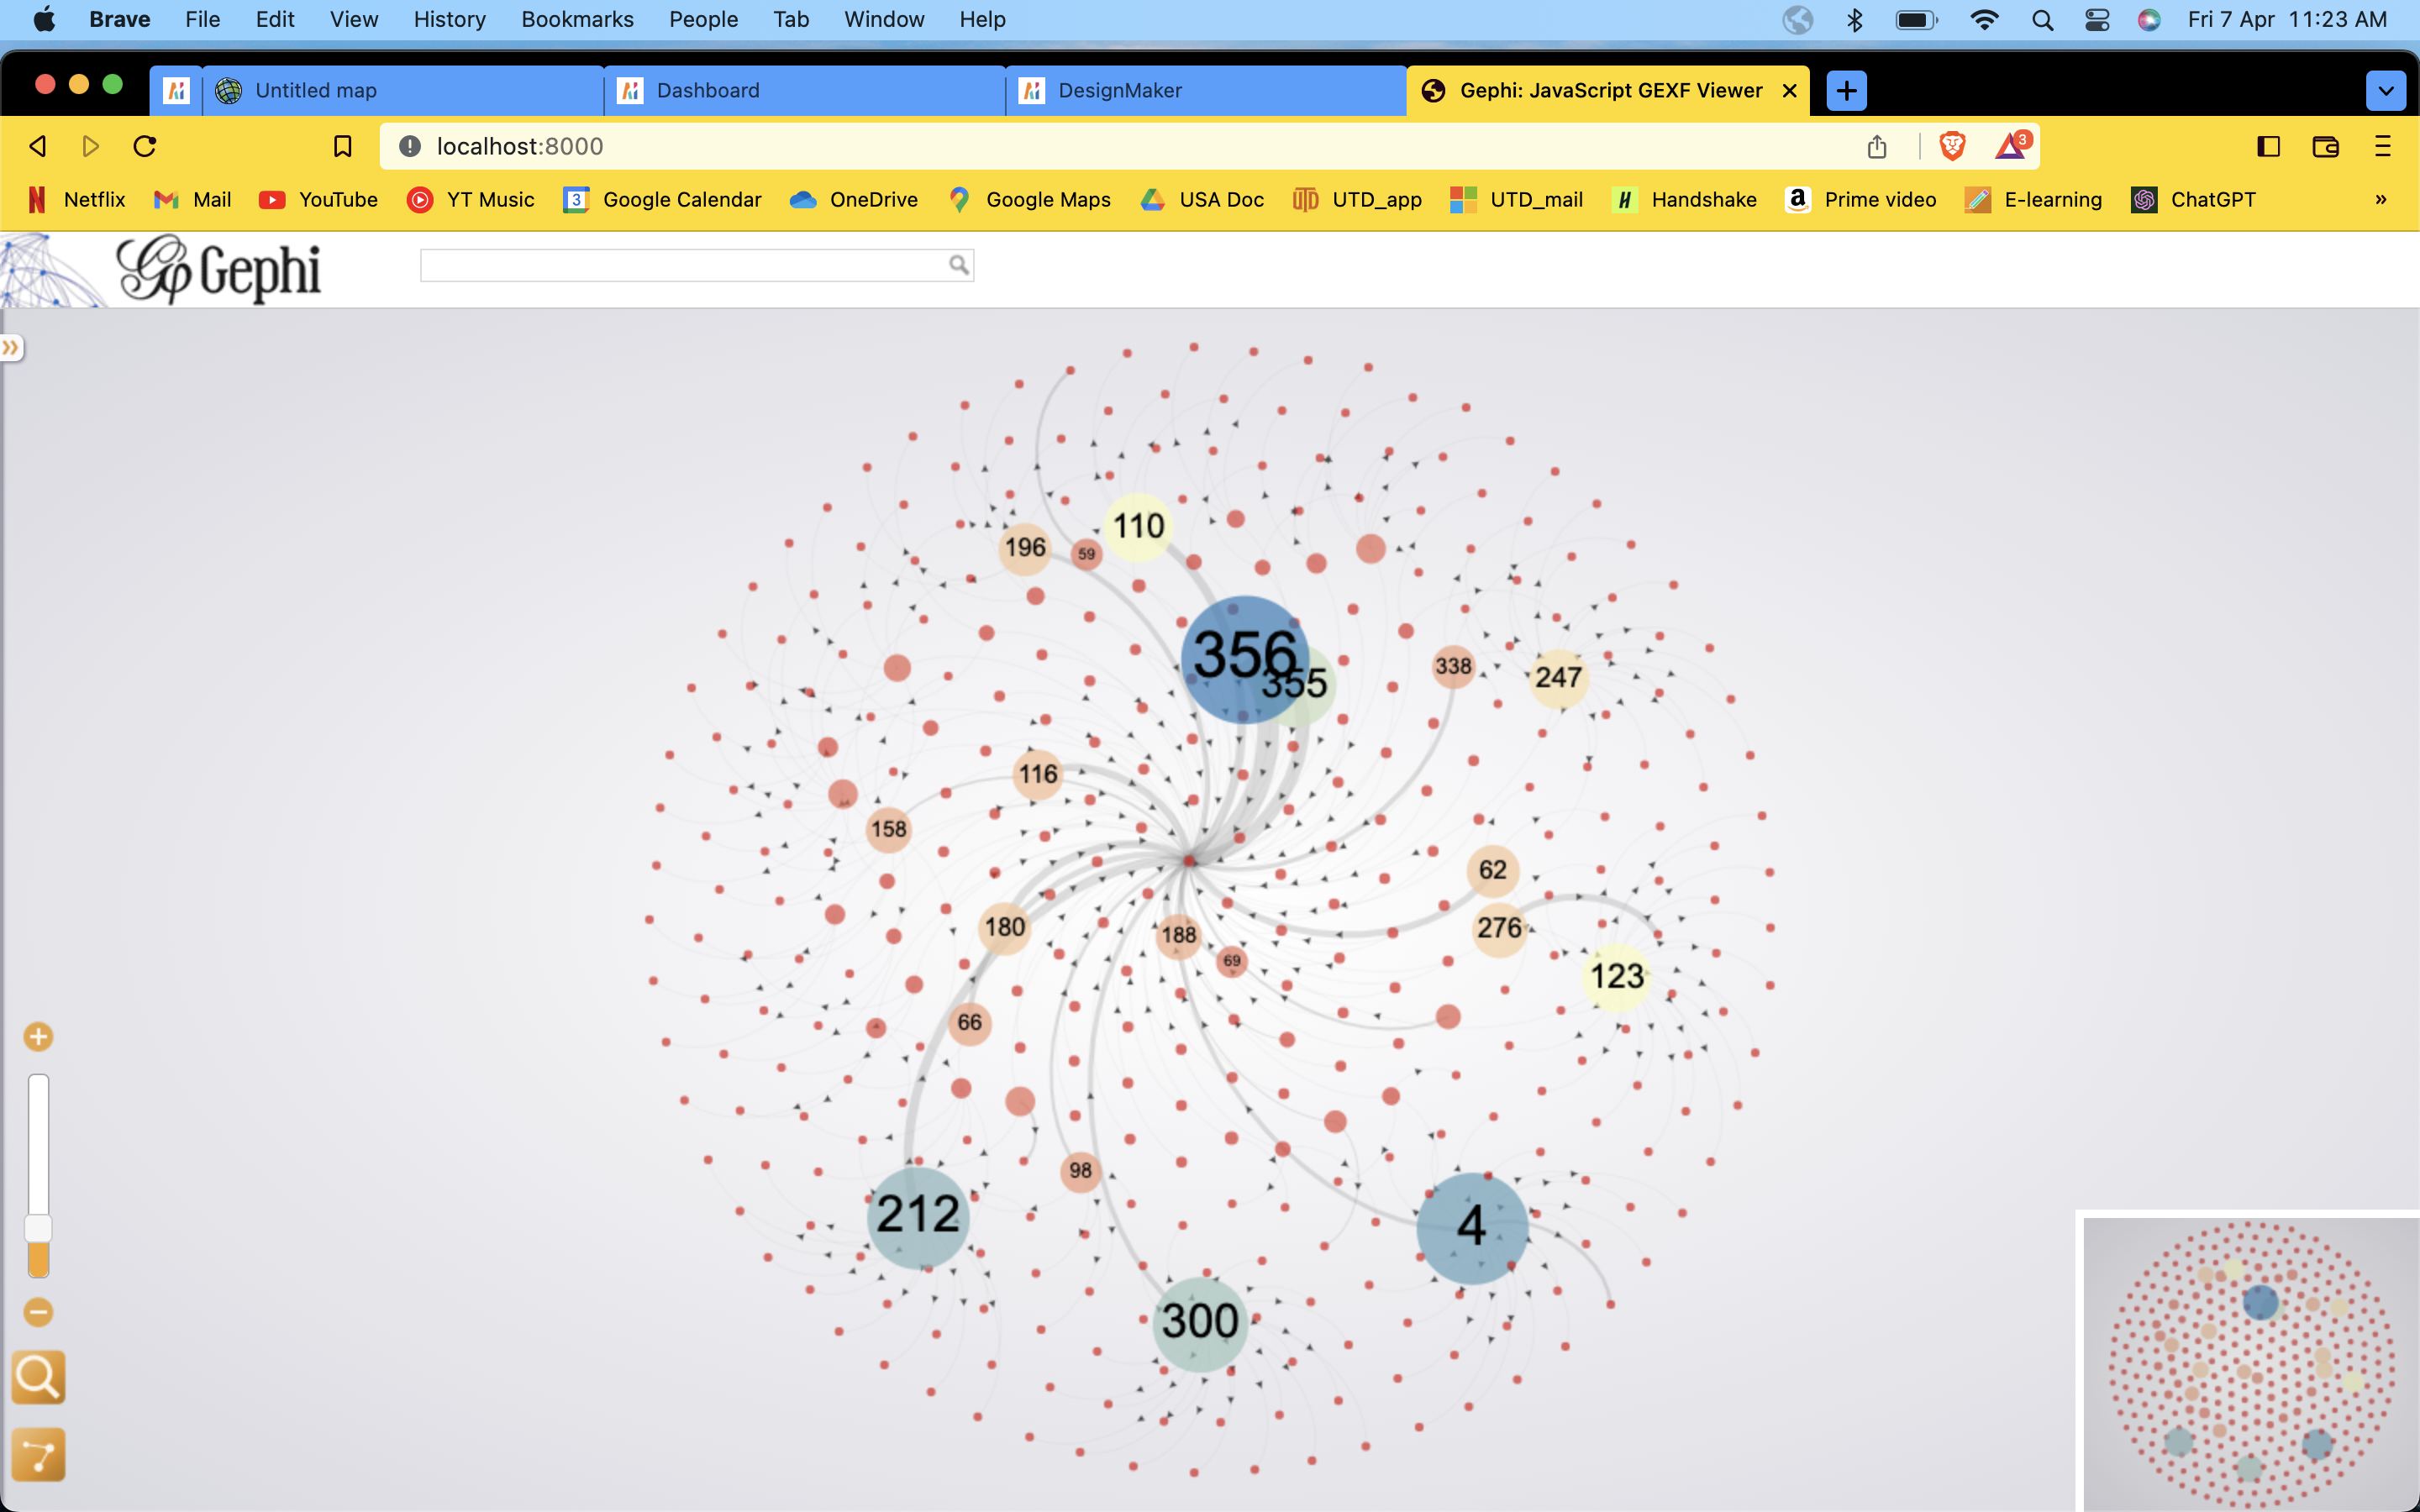 Brave File Edit View History Bookmarks People Tab Window Help Fri 7 Apr 11:23 AM
Untitled map Dashboard DesignMaker Gephi: JavaScript GEXF Viewer
localhost:8000 3
Netflix Mail YouTube YT Music 3 Google Calendar OneDrive Google Maps USA Doc UTD_app UTD_mail H Handshake a Prime video E-learning ChatGPT »
Gephi
110
196 59
356
355
338 247
116
158
62
180 188 276
69
123
66
98
212 4
300